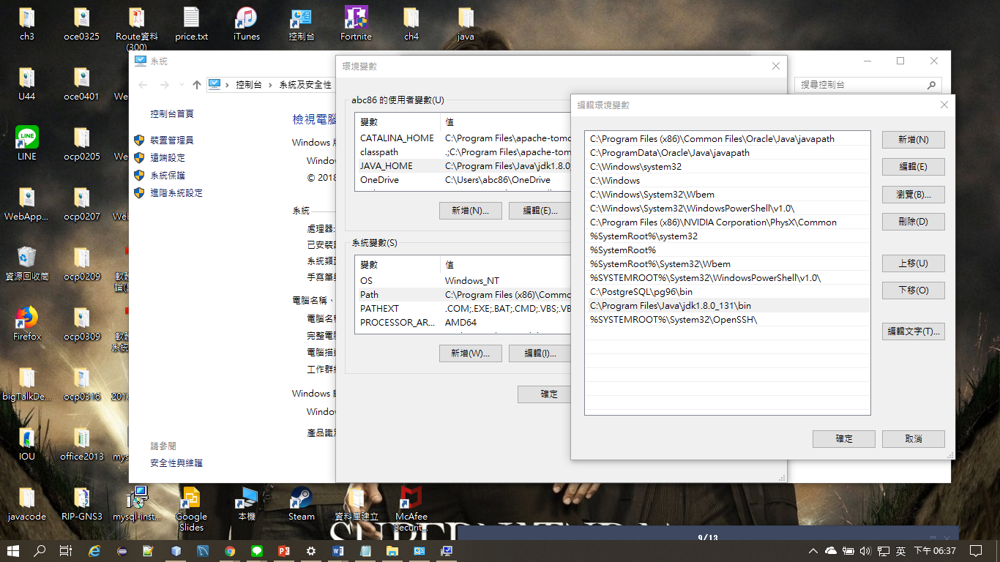 ch3
oce0325
Route資料
(300)
price.txt
iTunes
控制台
Fortnite
ch4
java
U44
oce0401
We
LINE
ocp0205
We
WebApp...
ocp0207
Web
資源回收筒
ocp0209
軟
論(
Firefox
ocp0309
軟
系統
bigTalkDe...
ocp0316
201
IOU
office2013
mys
javacode
RIP-GNS3
mysql-inst...
Google
Slides
本機
Steam
資料庫建立
McAfee
Securit...
系統
控制台
系統及安全性
搜尋控制台
控制台首頁
裝置管理員
遠端設定
系統保護
進階系統設定
請參閱
安全性與維護
檢視電腦
Windows 版
Windo
© 2018
系統
處理器:
已安裝
系統類
手寫筆
電腦名稱、
電腦名
完整電
電腦描
工作群
Windows
Windo
產品識
環境變數
abc86 的使用者變數(U)
變數 值
CATALINA_HOME C:\Program Files\apache-tom
classpath .;C:\Program Files\apache-tom
JAVA_HOME C:\Program Files\Java\jdk1.8.0_
OneDrive C:\Users\abc86\OneDrive
新增(N)...
編輯(E)...
系統變數(S)
變數 值
OS Windows_NT
Path C:\Program Files (x86)\Commo
PATHEXT .COM;.EXE;.BAT;.CMD;.VBS;.VB
PROCESSOR_AR... AMD64
新增(W)...
編輯(I)...
確定
編輯環境變數
C:\Program Files (x86)\Common Files\Oracle\Java\javapath
C:\ProgramData\Oracle\Java\javapath
C:\Windows\system32
C:\Windows
C:\Windows\System32\Wbem
C:\Windows\System32\WindowsPowerShell\v1.0\
C:\Program Files (x86)\NVIDIA Corporation\PhysX\Common
%SystemRoot%\system32
%SystemRoot%
%SystemRoot%\System32\Wbem
%SYSTEMROOT%\System32\WindowsPowerShell\v1.0\
C:\PostgreSQL\pg96\bin
C:\Program Files\Java\jdk1.8.0_131\bin
%SYSTEMROOT%\System32\OpenSSH\
新增(N)
編輯(E)
瀏覽(B)...
刪除(D)
上移(U)
下移(O)
編輯文字(T)...
確定
取消
9/13
英
下午 06:37